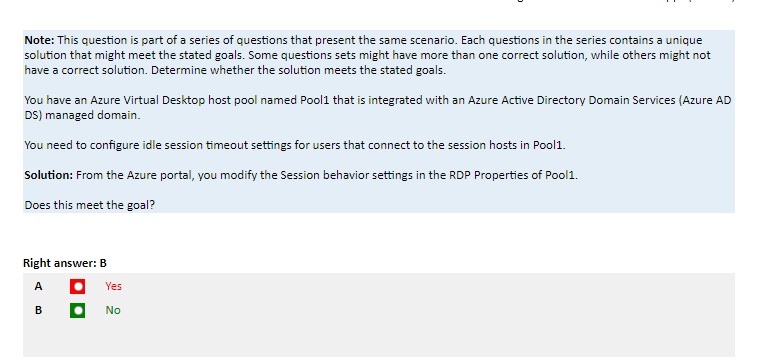 Note: This question is part of a series of questions that present the same scenario. Each questions in the series contains a unique
solution that might meet the stated goals. Some questions sets might have more than one correct solution, while others might not
have a correct solution. Determine whether the solution meets the stated goals.
You have an Azure Virtual Desktop host pool named Pool1 that is integrated with an Azure Active Directory Domain Services (Azure AD
DS) managed domain.
You need to configure idle session timeout settings for users that connect to the session hosts in Pool1.
Solution: From the Azure portal, you modify the Session behavior settings in the RDP Properties of Pool1.
Does this meet the goal?
Right answer: B
A Yes
B No